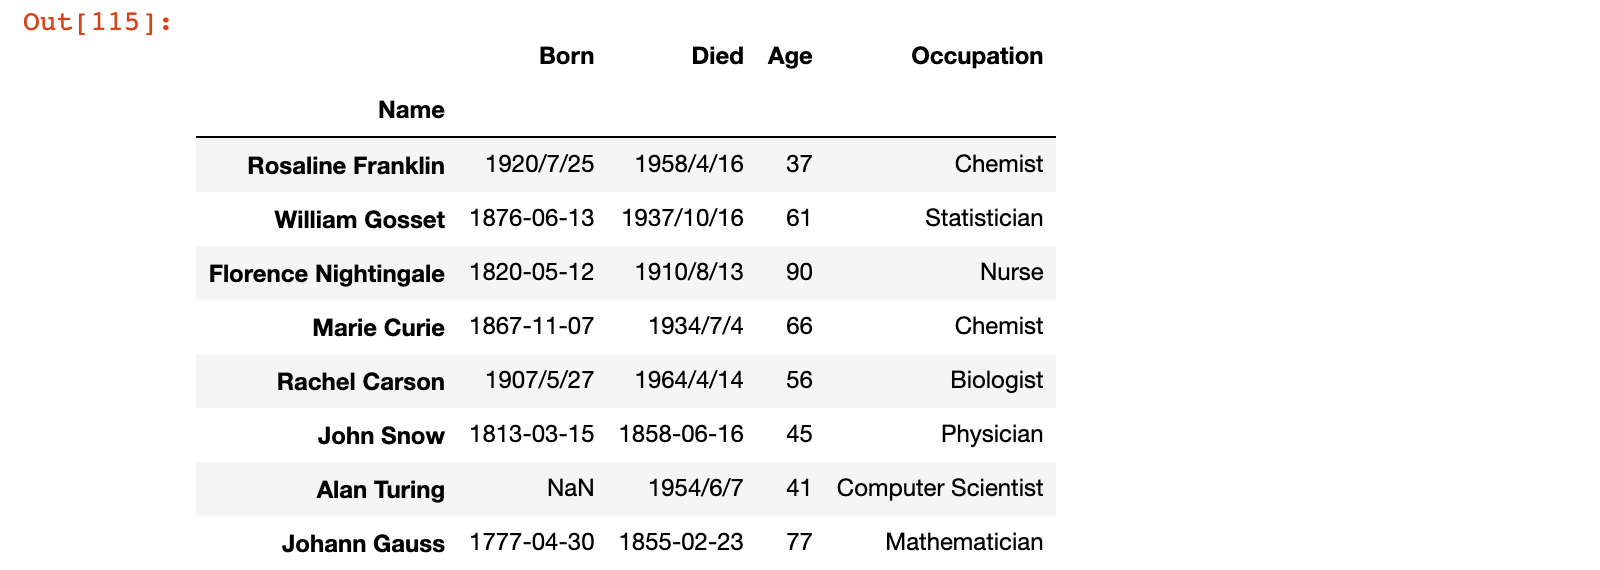 Out[115]:
Born Died Age Occupation
Name
Rosaline Franklin 1920/7/25 1958/4/16 37 Chemist
William Gosset 1876-06-13 1937/10/16 61 Statistician
Florence Nightingale 1820-05-12 1910/8/13 90 Nurse
Marie Curie 1867-11-07 1934/7/4 66 Chemist
Rachel Carson 1907/5/27 1964/4/14 56 Biologist
John Snow 1813-03-15 1858-06-16 45 Physician
Alan Turing NaN 1954/6/7 41 Computer Scientist
Johann Gauss 1777-04-30 1855-02-23 77 Mathematician